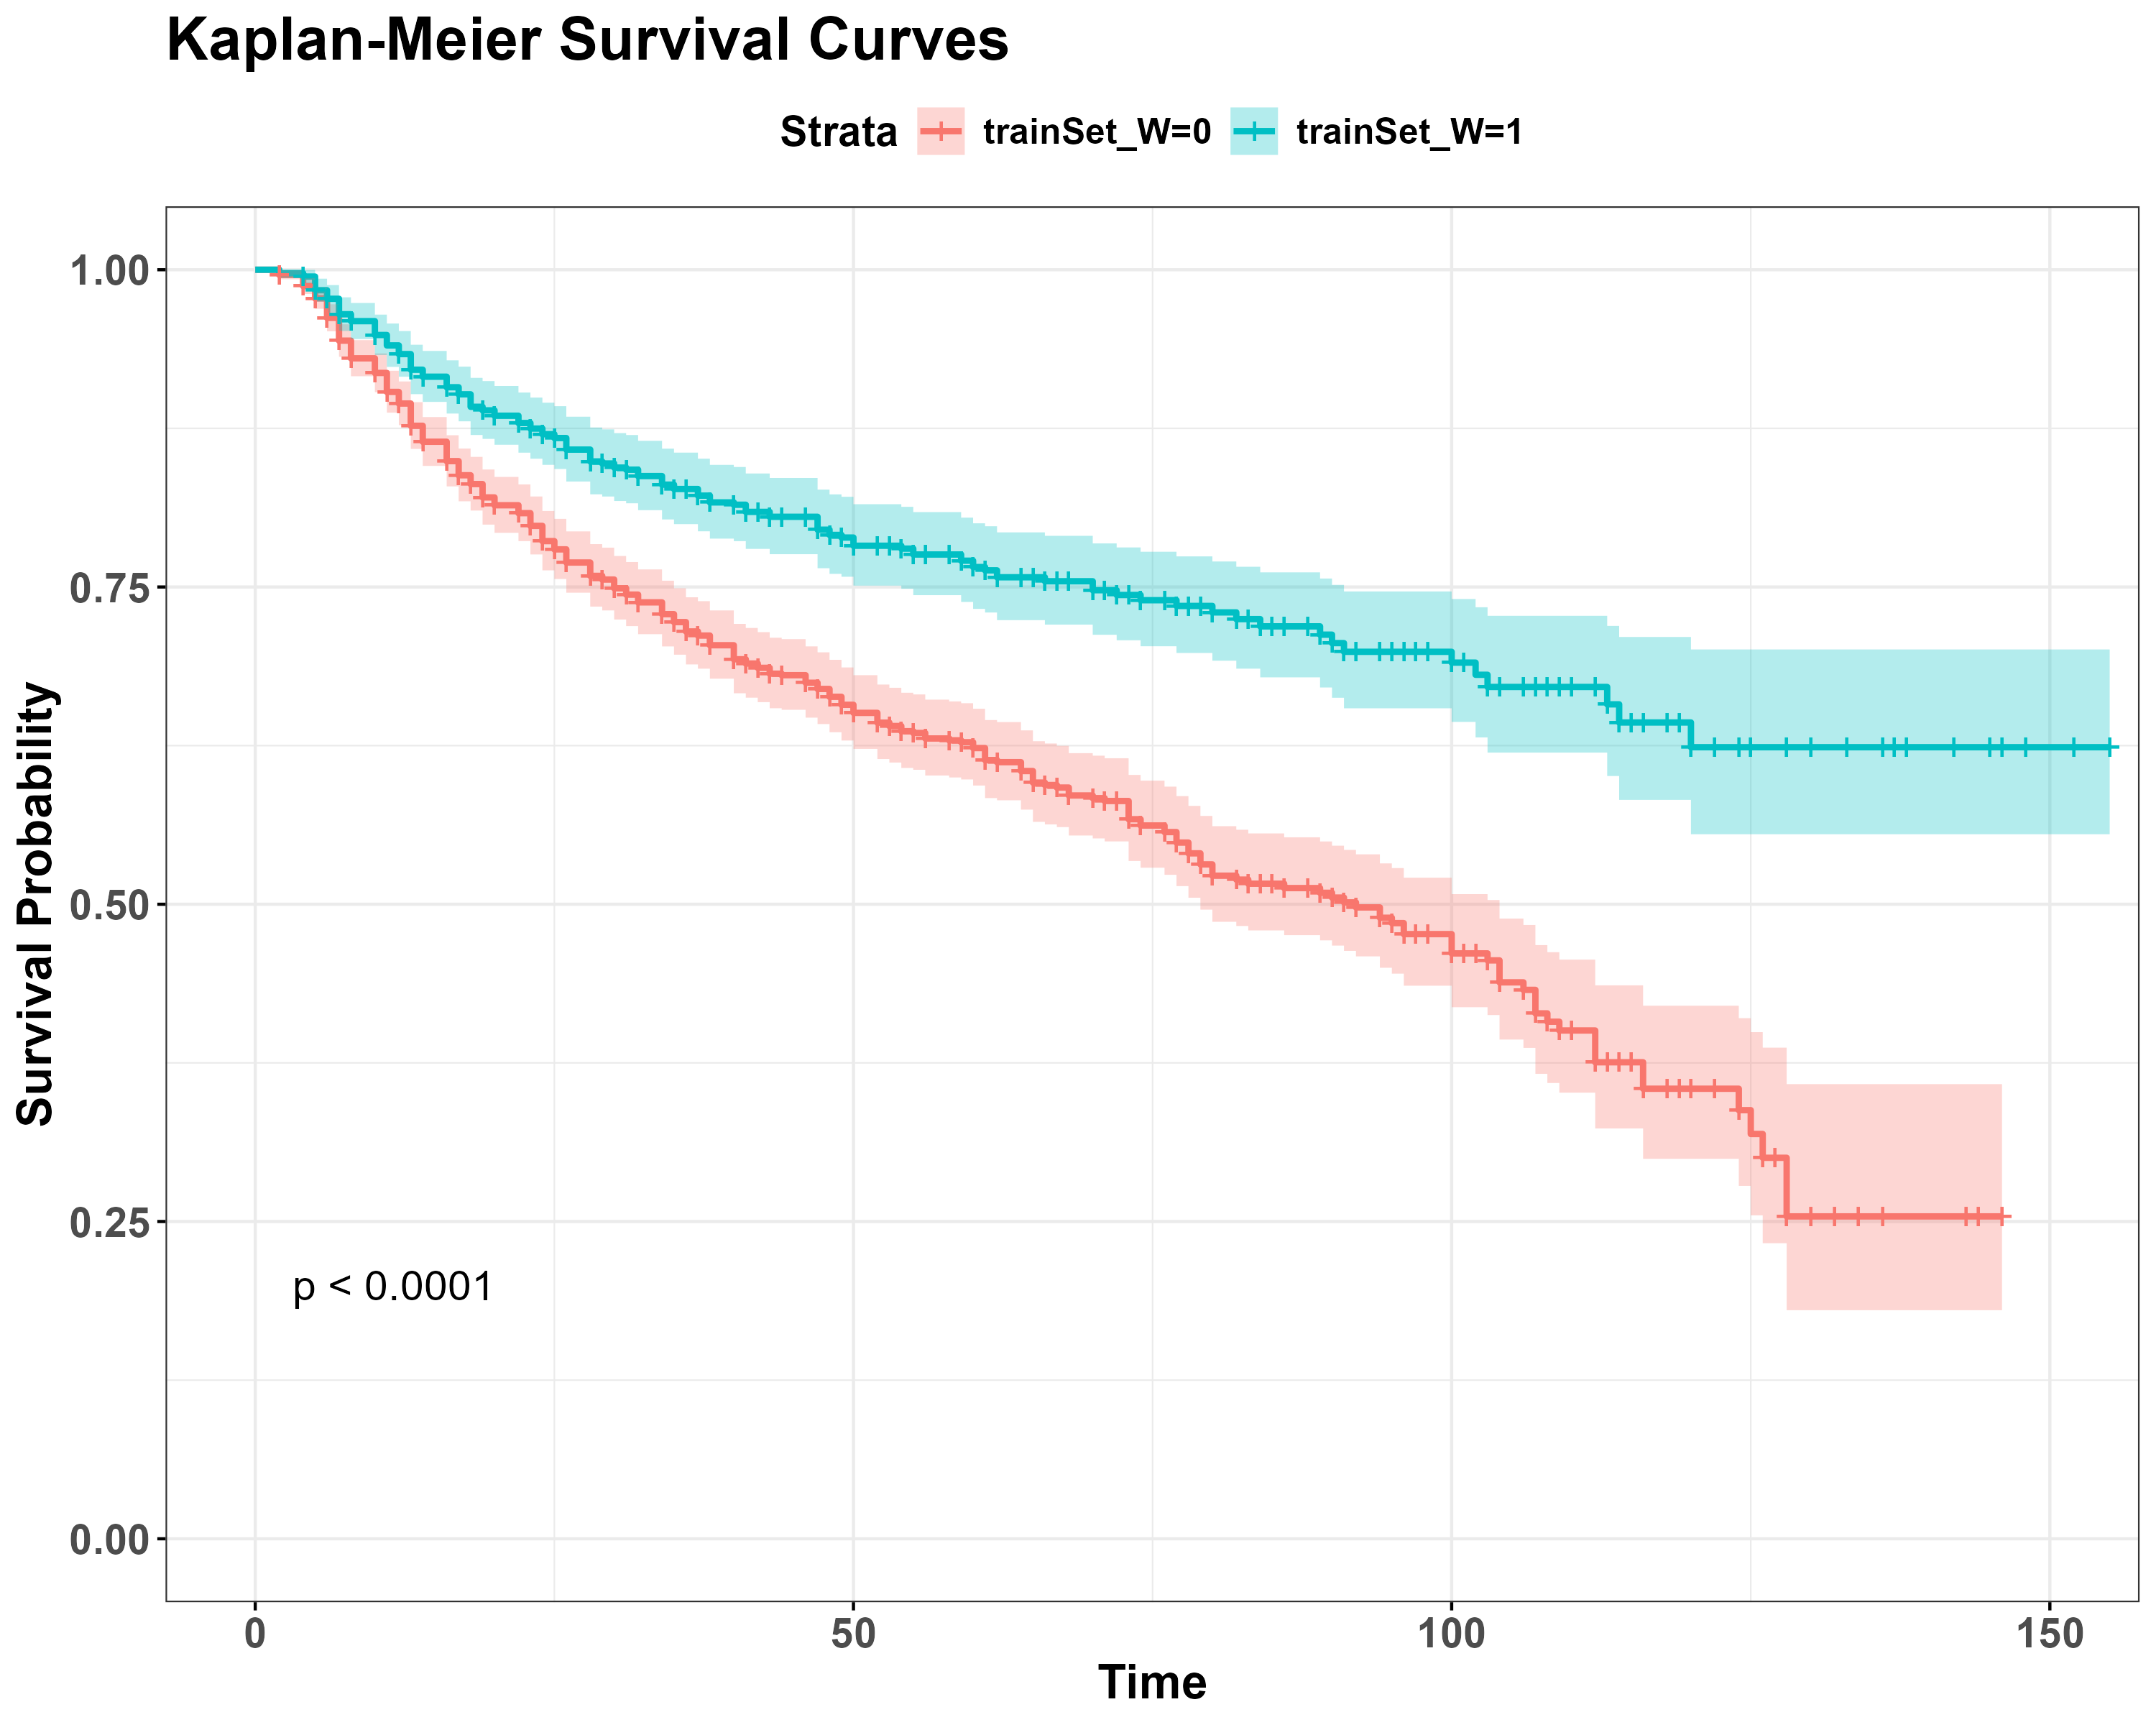 Kaplan-Meier Survival Curves
Strata trainSet_W=0 trainSet_W=1
Survival Probability
1.00
0.75
0.50
0.25
0.00
p < 0.0001
0 50 100 150
Time